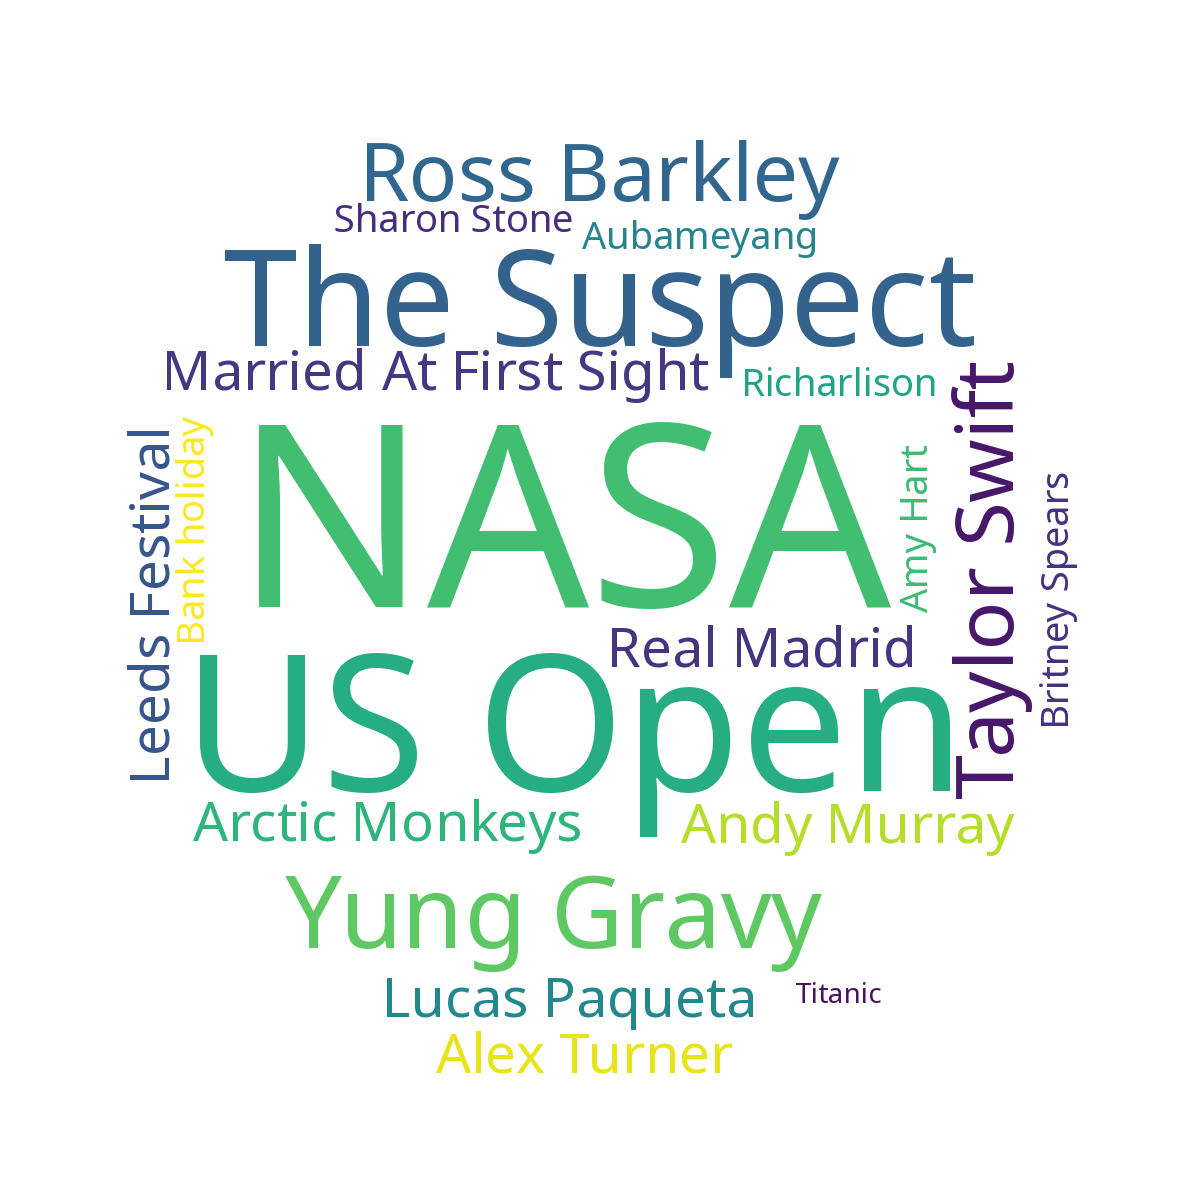 Ross Barkley
Sharon Stone
Aubameyang
The Suspect
Married At First Sight
Richarlison
Leeds Festival
Bank holiday
NASA
Amy Hart
Taylor Swift
Britney Spears
Real Madrid
US Open
Arctic Monkeys
Andy Murray
Yung Gravy
Lucas Paqueta
Titanic
Alex Turner